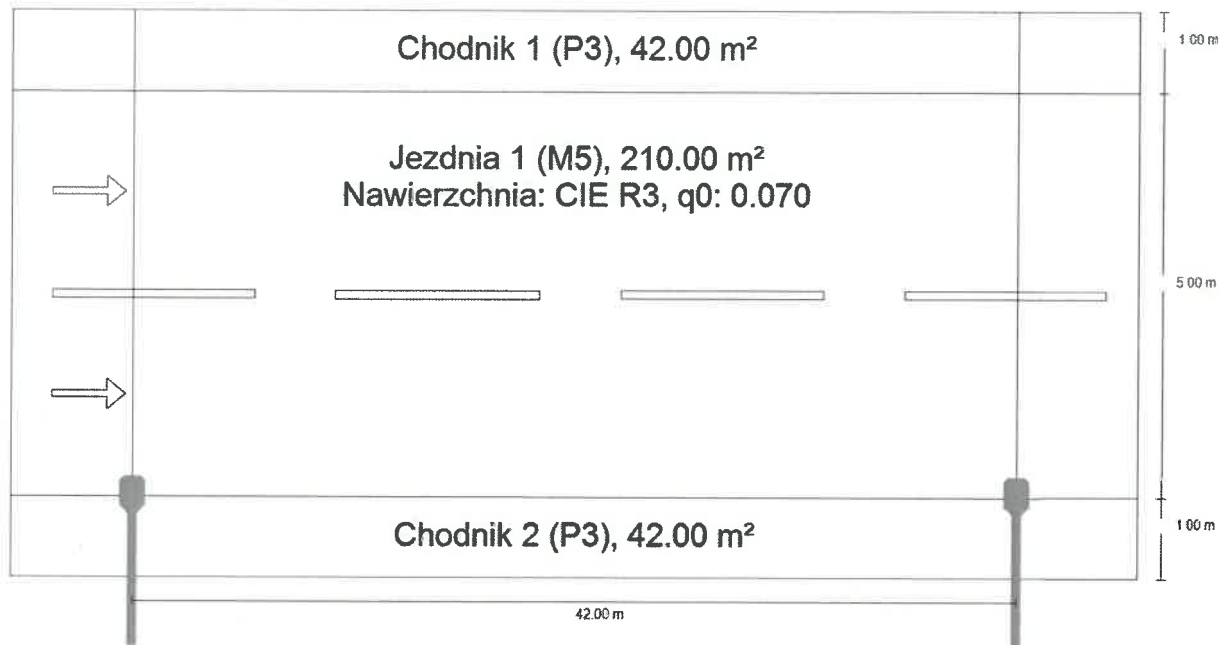 Chodnik 1 (P3), 42.00 m²
1.00 m
Jezdnia 1 (M5), 210.00 m²
Nawierzchnia: CIE R3, q0: 0.070
5.00 m
Chodnik 2 (P3), 42.00 m²
1.00 m
42.00 m